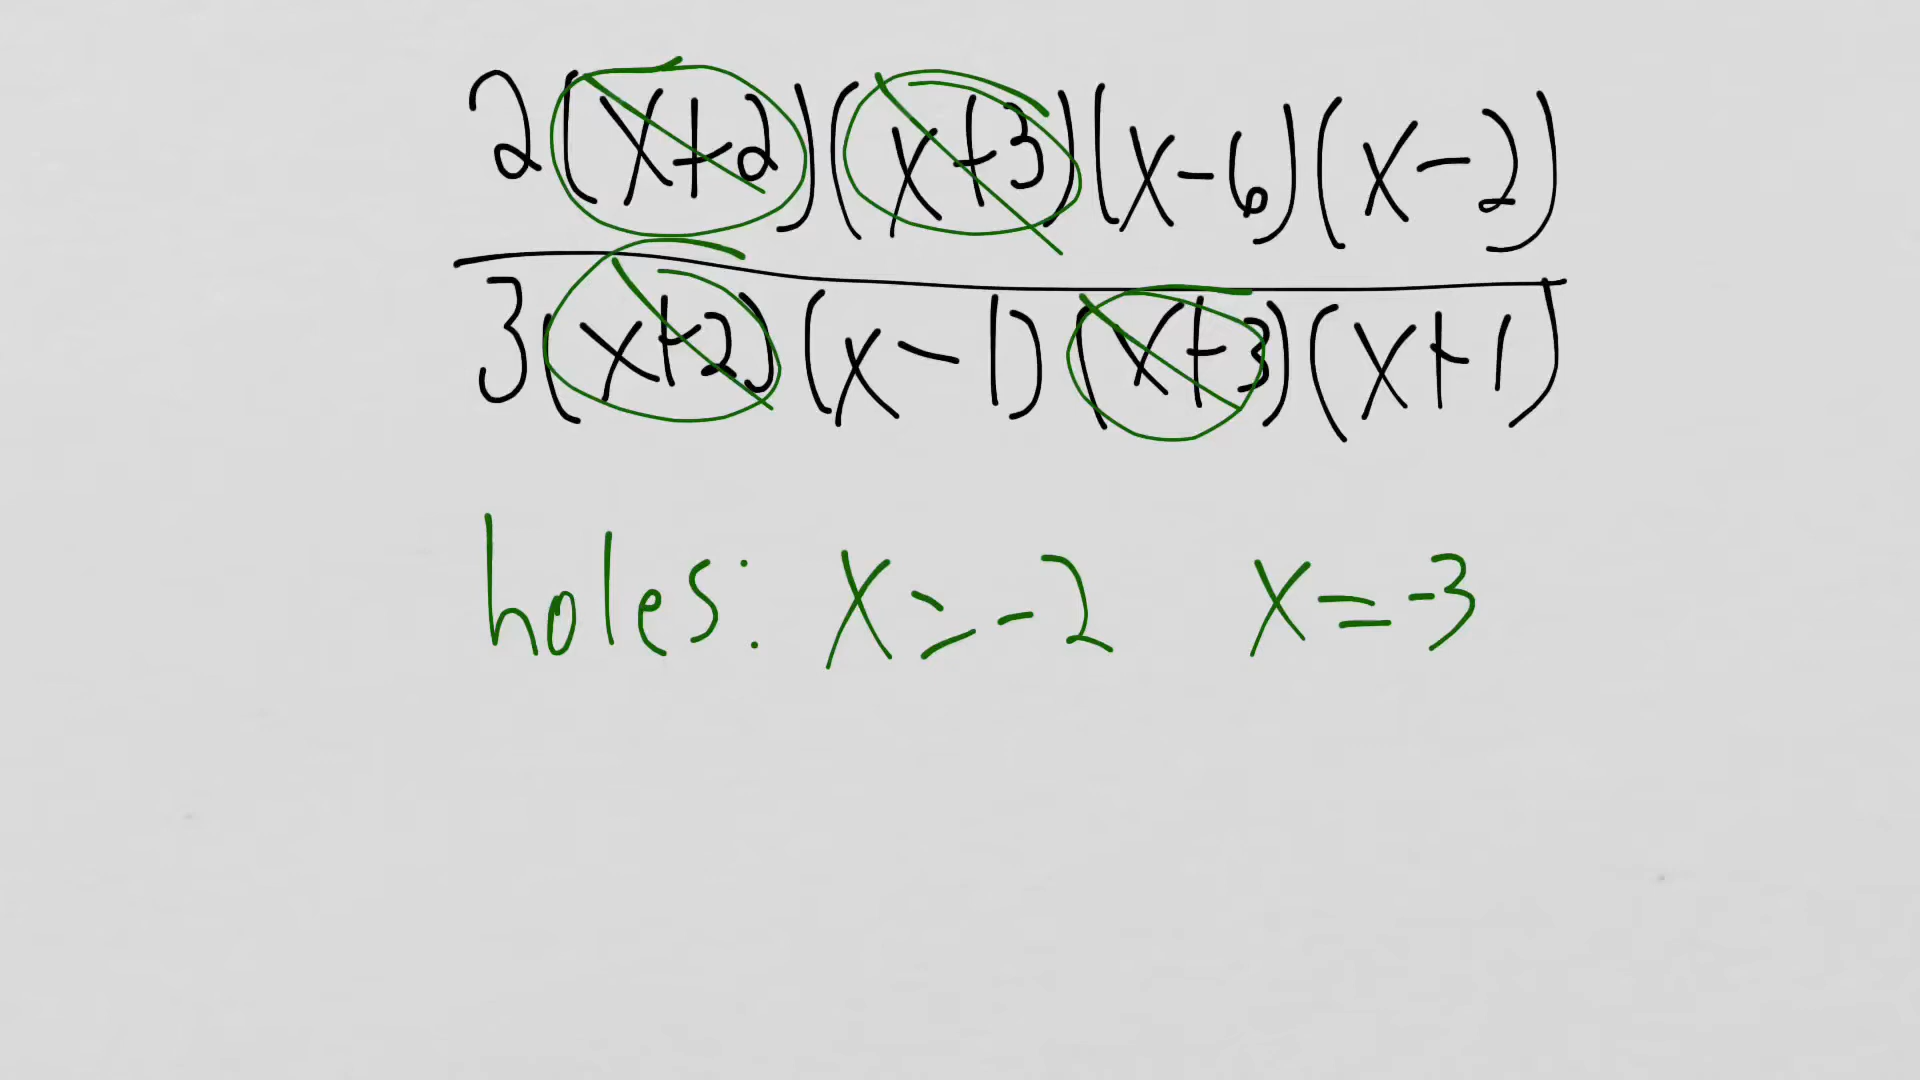 2(x+2)(x+3)(x-6)(x-2)
3(x+2)(x-1)(x+3)(x+1)
holes: x=-2 x=-3